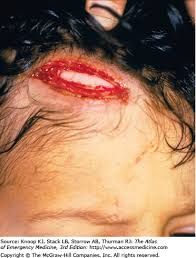 Source: Knoop KJ, Stack LB, Storrow AB, Thurman RJ: The Atlas
of Emergency Medicine, 3rd Edition: http://www.accessmedicine.com
Copyright © The McGraw-Hill Companies, Inc. All rights reserved.